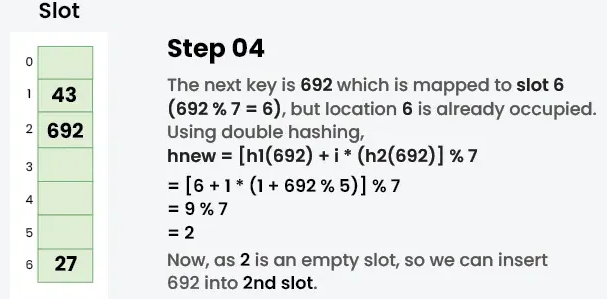 Slot
0
1 43
2 692
3
4
5
6 27
Step 04
The next key is 692 which is mapped to slot 6
(692 % 7 = 6), but location 6 is already occupied.
Using double hashing,
hnew = [h1(692) + i * (h2(692)] % 7
= [6 + 1 * (1 + 692 % 5)] % 7
= 9 % 7
= 2
Now, as 2 is an empty slot, so we can insert
692 into 2nd slot.